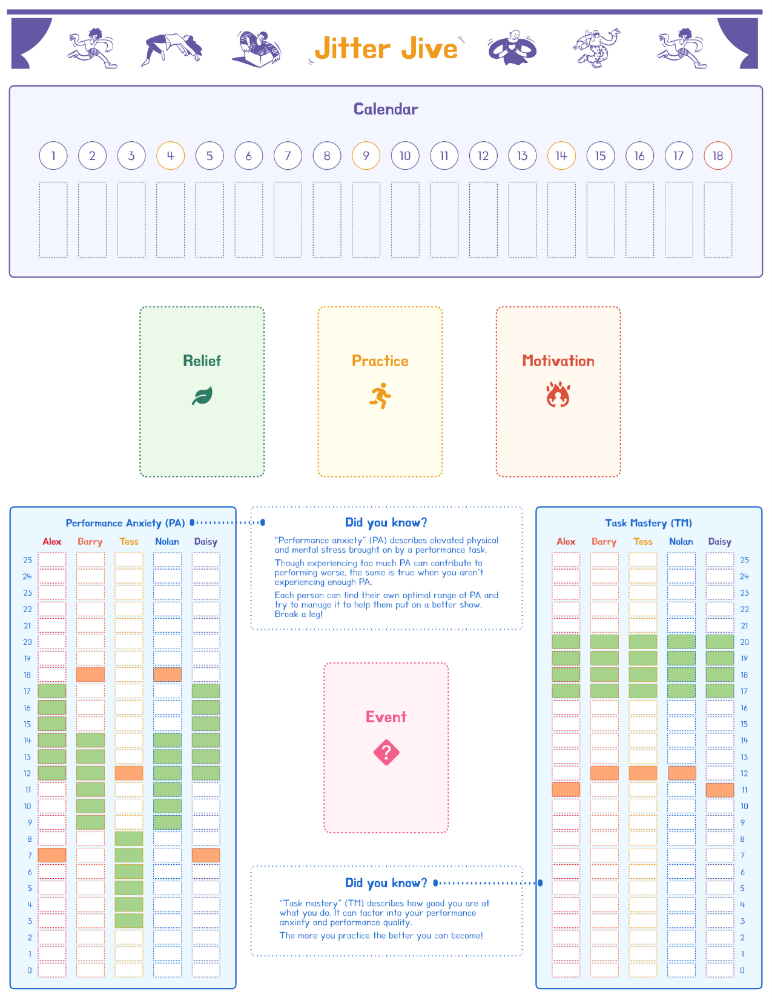 Jitter Jive
Calendar
1 2 3 4 5 6 7 8 9 10 11 12 13 14 15 16 17 18
Relief
Practice
Motivation
Performance Anxiety (PA)
Alex Barry Tess Nolan Daisy
25
24
23
22
21
20
19
18
17
16
15
14
13
12
11
10
9
8
7
6
5
4
3
2
1
0
Did you know?
“Performance anxiety” (PA) describes elevated physical
and mental stress brought on by a performance task.
Though experiencing too much PA can contribute to
performing worse, the same is true when you aren’t
experiencing enough PA.
Each person can find their own optimal range of PA and
try to manage it to help them put on a better show.
Break a leg!
Event
?
Did you know?
“Task mastery” (TM) describes how good you are at
what you do. It can factor into your performance
anxiety and performance quality.
The more you practice the better you can become!
Task Mastery (TM)
Alex Barry Tess Nolan Daisy
25
24
23
22
21
20
19
18
17
16
15
14
13
12
11
10
9
8
7
6
5
4
3
2
1
0